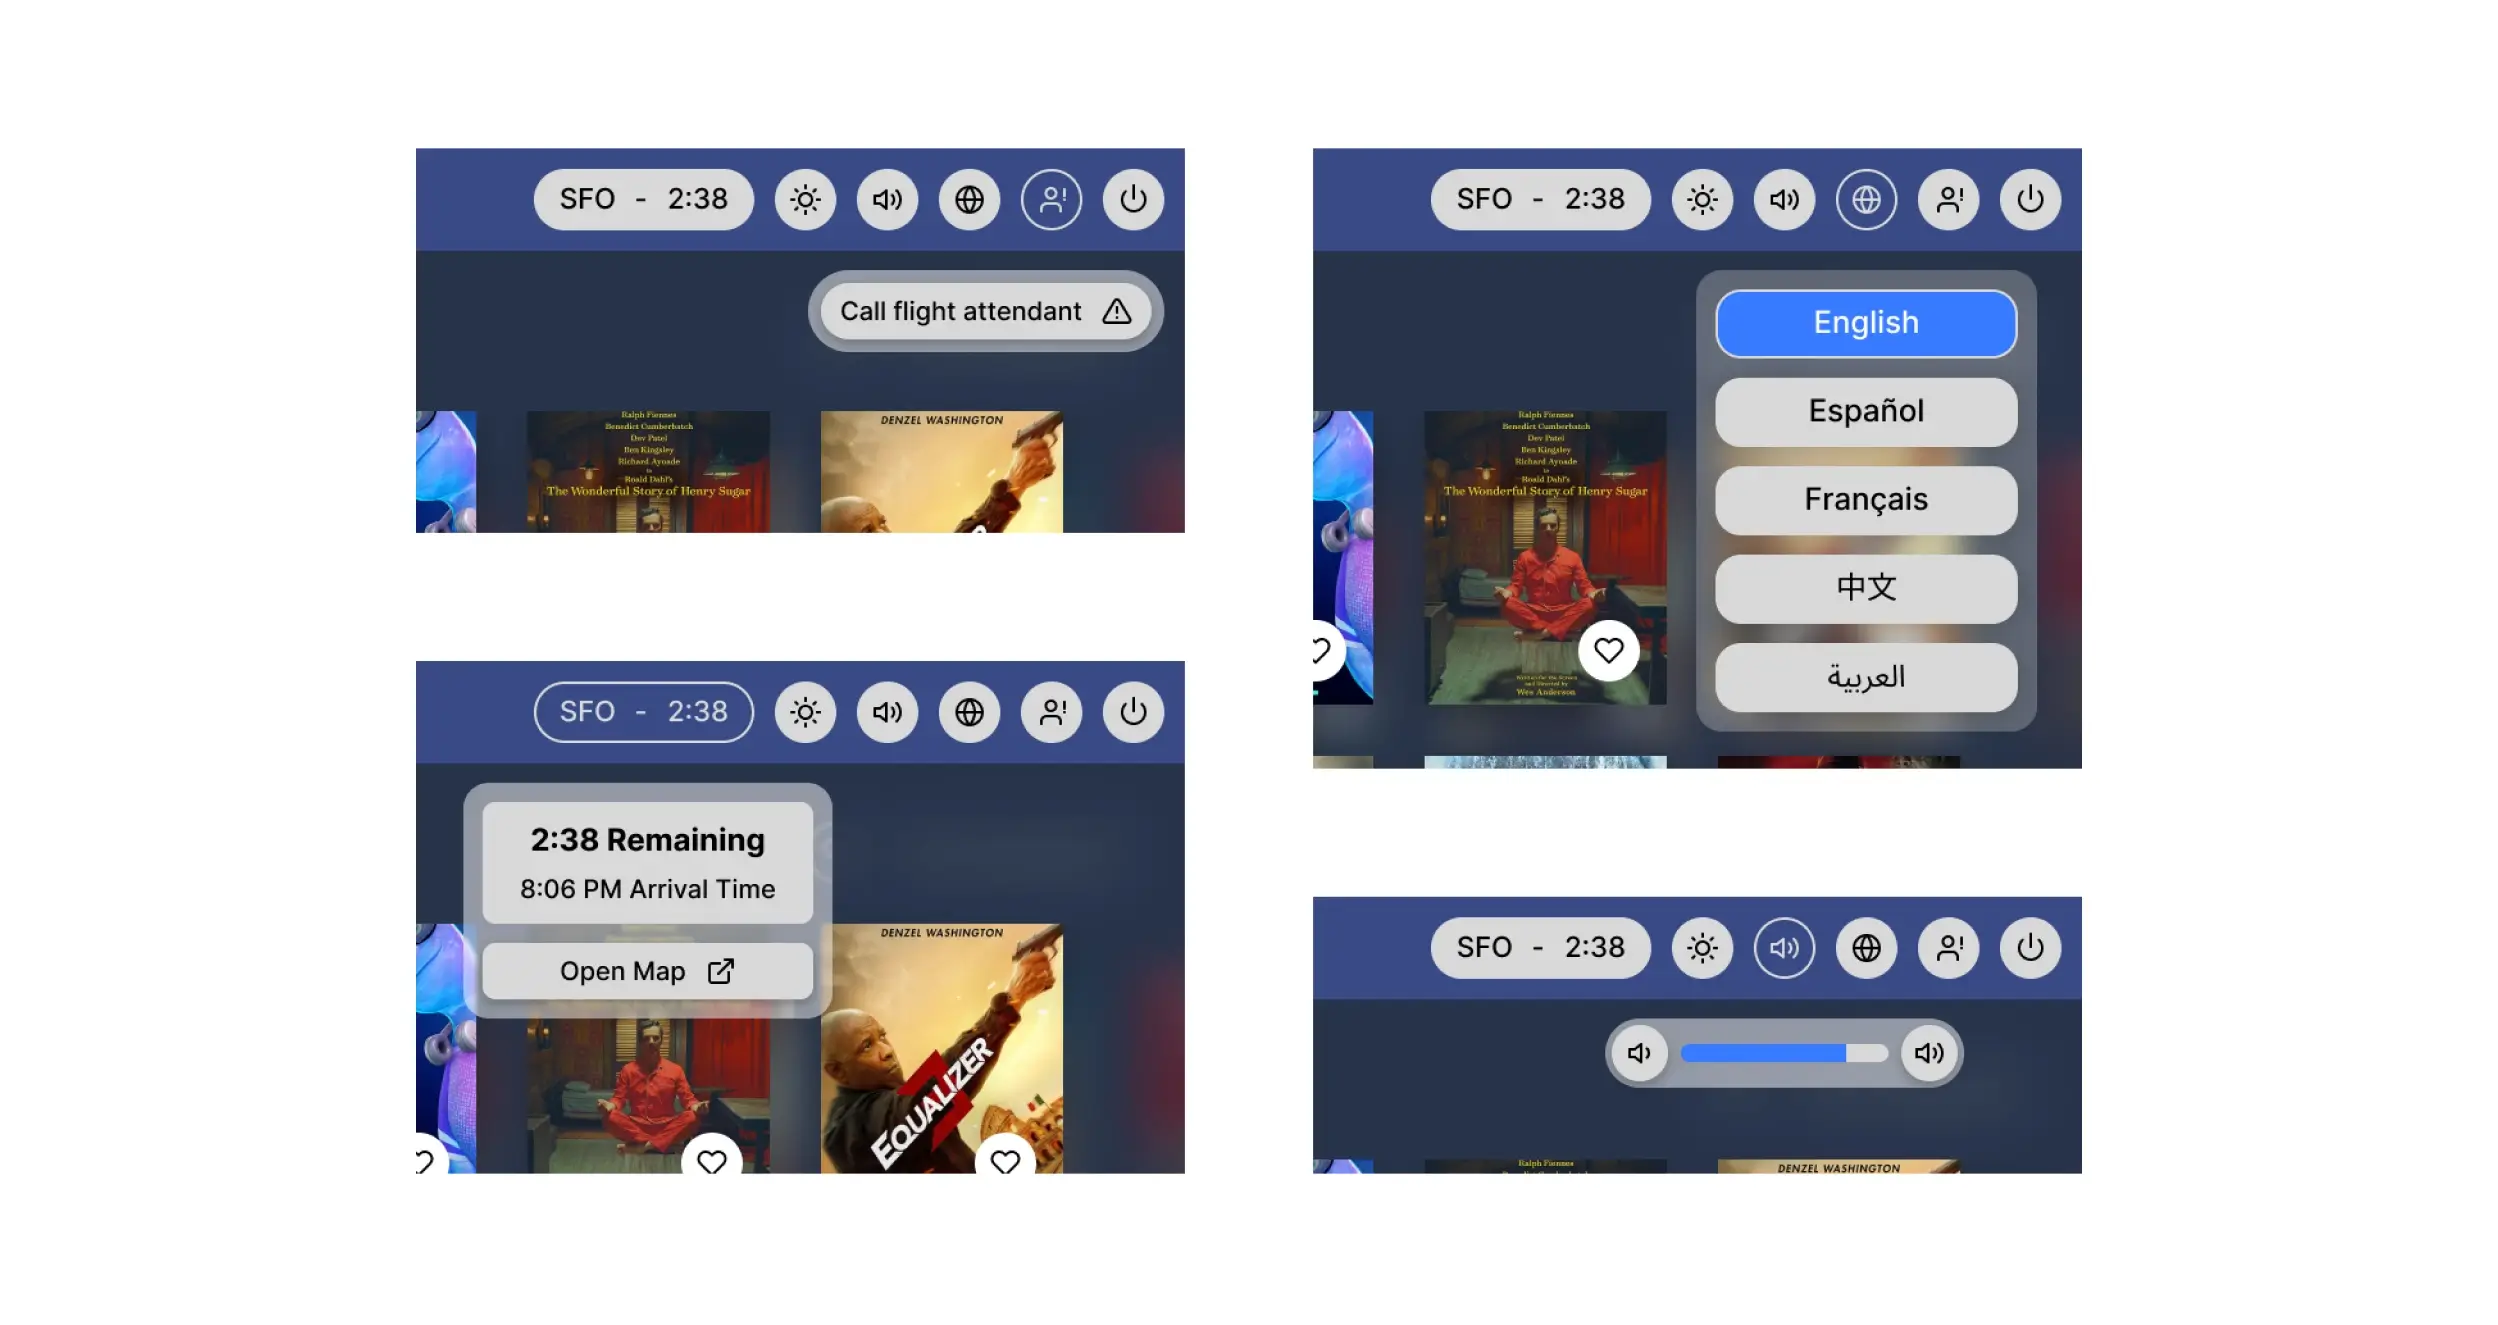 SFO - 2:38
Call flight attendant
Ralph Fiennes
Benedict Cumberbatch
Dev Patel
Ben Kingsley
Richard Ayoade
in
Roald Dahl's
The Wonderful Story of Henry Sugar
DENZEL WASHINGTON
SFO - 2:38
2:38 Remaining
8:06 PM Arrival Time
Open Map
DENZEL WASHINGTON
EQUALIZER
3
SFO - 2:38
English
Español
Français
中文
العربية
Ralph Fiennes
Benedict Cumberbatch
Dev Patel
Ben Kingsley
Richard Ayoade
in
Roald Dahl's
The Wonderful Story of Henry Sugar
Written for the Screen
and Directed by
Wes Anderson
SFO - 2:38
Ralph Fiennes
DENZEL WASHINGTON